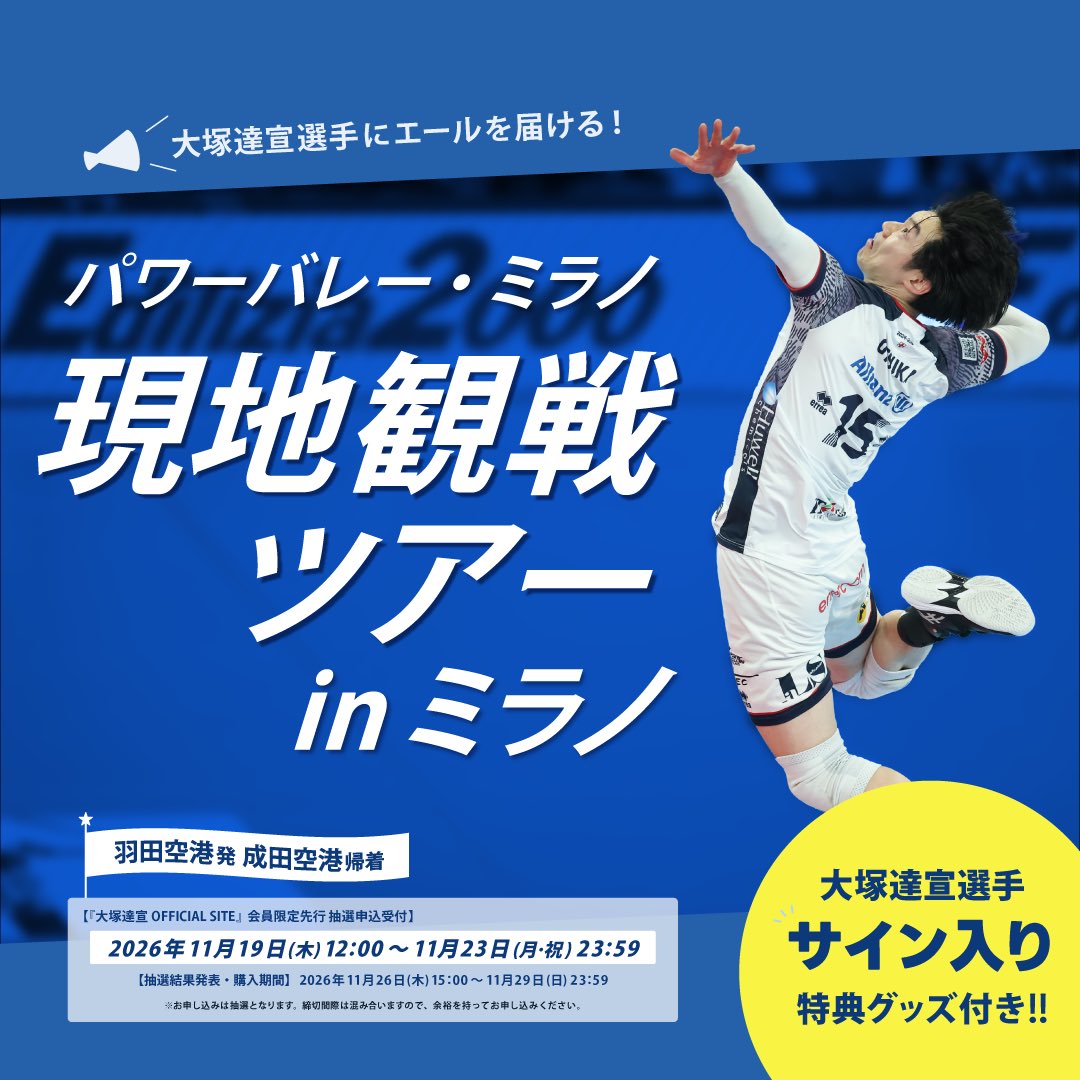 大塚達宣選手にエールを届ける!
パワーバレー・ミラノ
現地観戦
ツアー
in ミラノ
Edilizia2000
Allianz
errea
15
Huwell
chemicals
羽田空港発 成田空港帰着
【『大塚達宣 OFFICIAL SITE』会員限定先行 抽選申込受付】
2026年11月19日(木)12:00〜11月23日(月・祝)23:59
【抽選結果発表・購入期間】 2026年11月26日(木)15:00〜11月29日(日)23:59
※お申し込みは抽選となります。締切間際は混み合いますので、余裕を持ってお申し込みください。
大塚達宣選手
サイン入り
特典グッズ付き!!